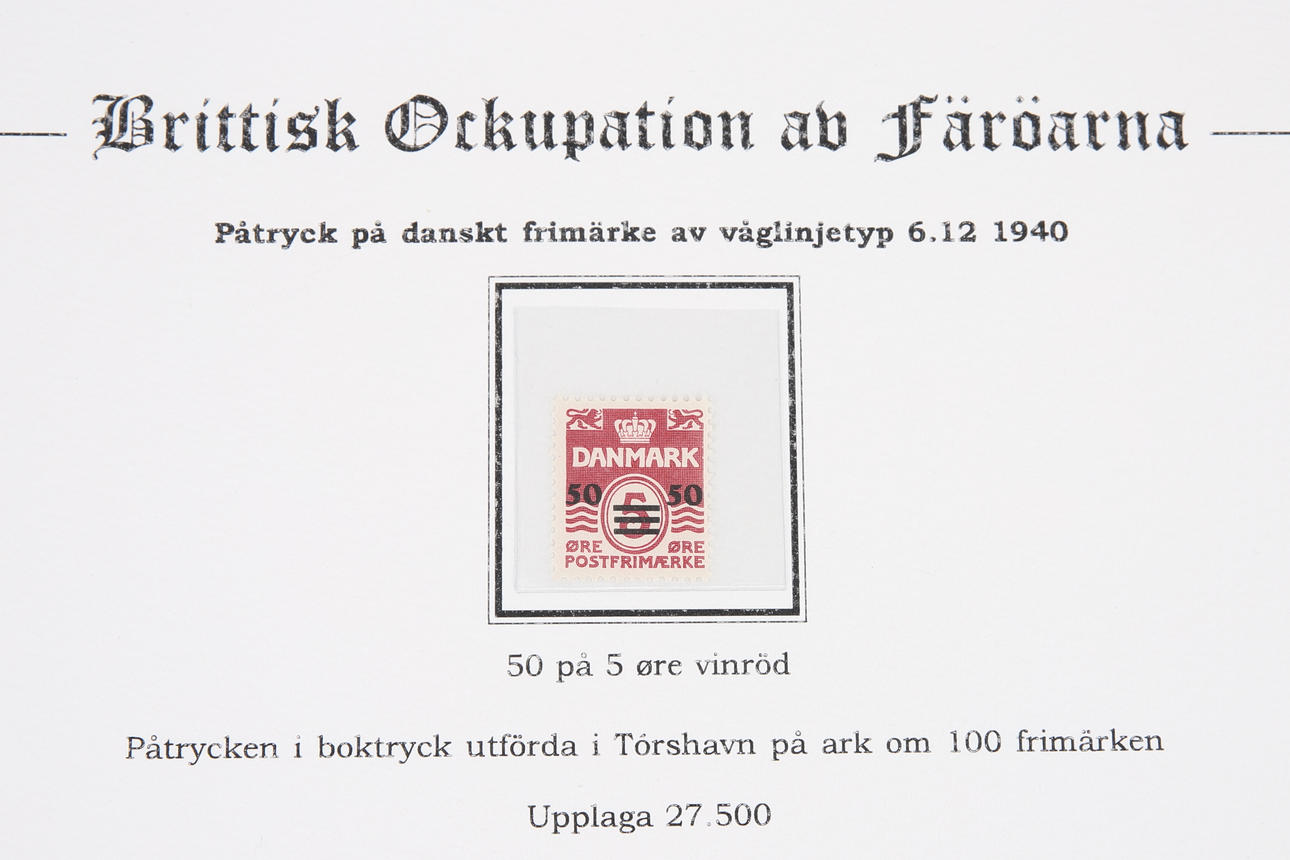 Brittisk Ockupation av Färöarna
Påtryck på danskt frimärke av våglinjetyp 6.12 1940
DANMARK
50 5 50
ØRE ØRE
POSTFRIMÆRKE
50 på 5 øre vinröd
Påtrycken i boktryck utförda i Tórshavn på ark om 100 frimärken
Upplaga 27.500